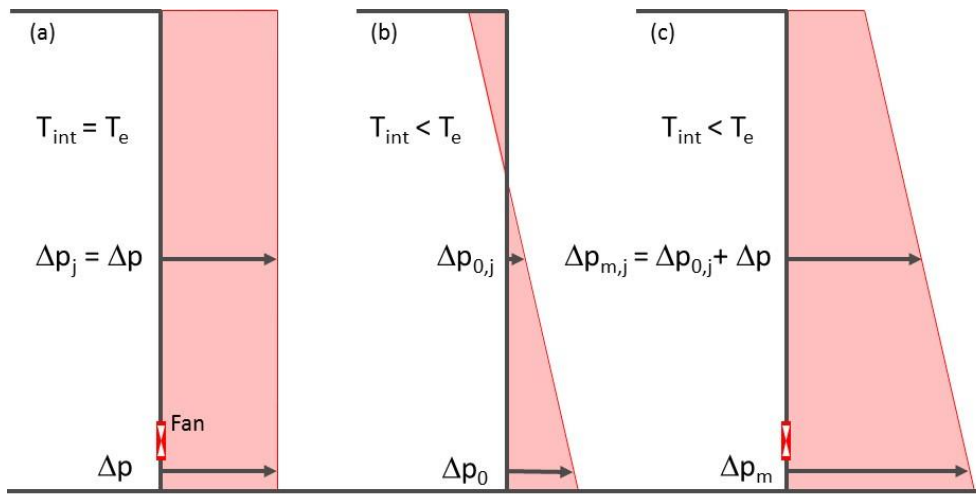 (a)
T_int = T_e
Δp_j = Δp
Fan
Δp
(b)
T_int < T_e
Δp_0,j
Δp_0
(c)
T_int < T_e
Δp_m,j = Δp_0,j + Δp
Δp_m